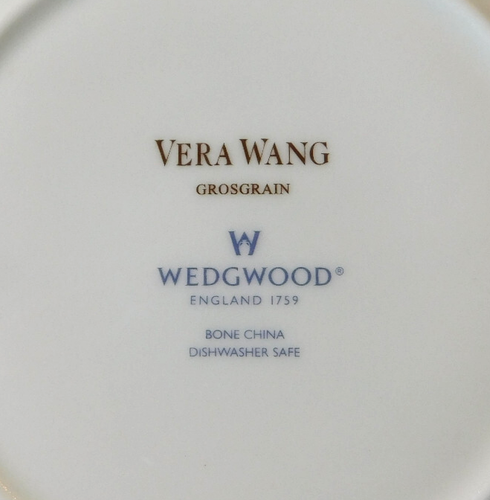 VERA WANG
GROSGRAIN
W
WEDGWOOD®
ENGLAND 1759
BONE CHINA
DISHWASHER SAFE